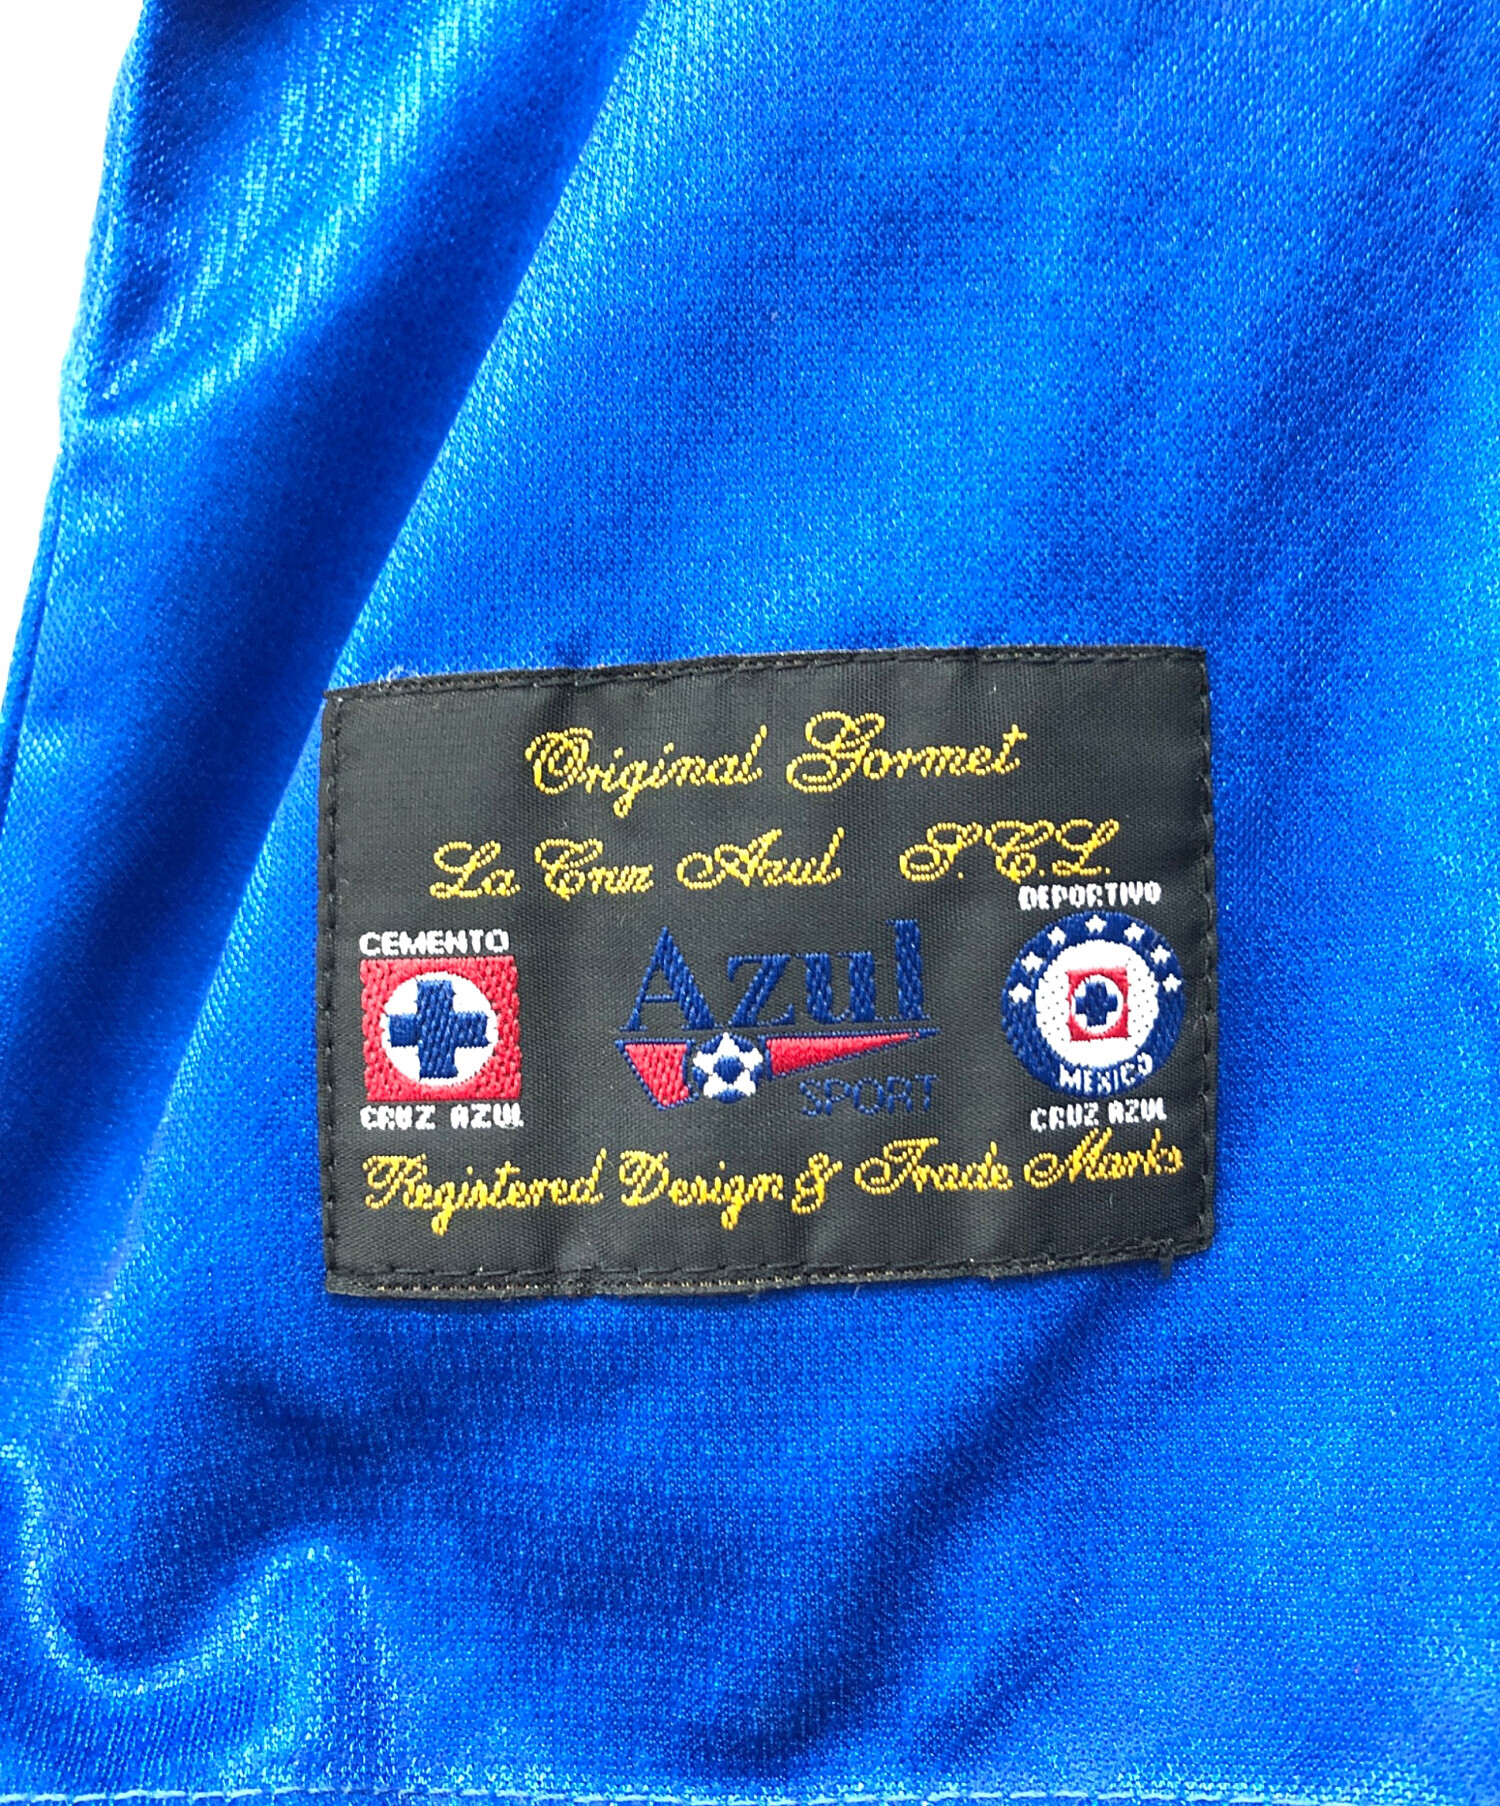 Original Gormet
La Cruz Azul S.C.L.
CEMENTO
CRUZ AZUL
Azul
SPORT
DEPORTIVO
MEXICO
CRUZ AZUL
Registered Design & Trade Marks